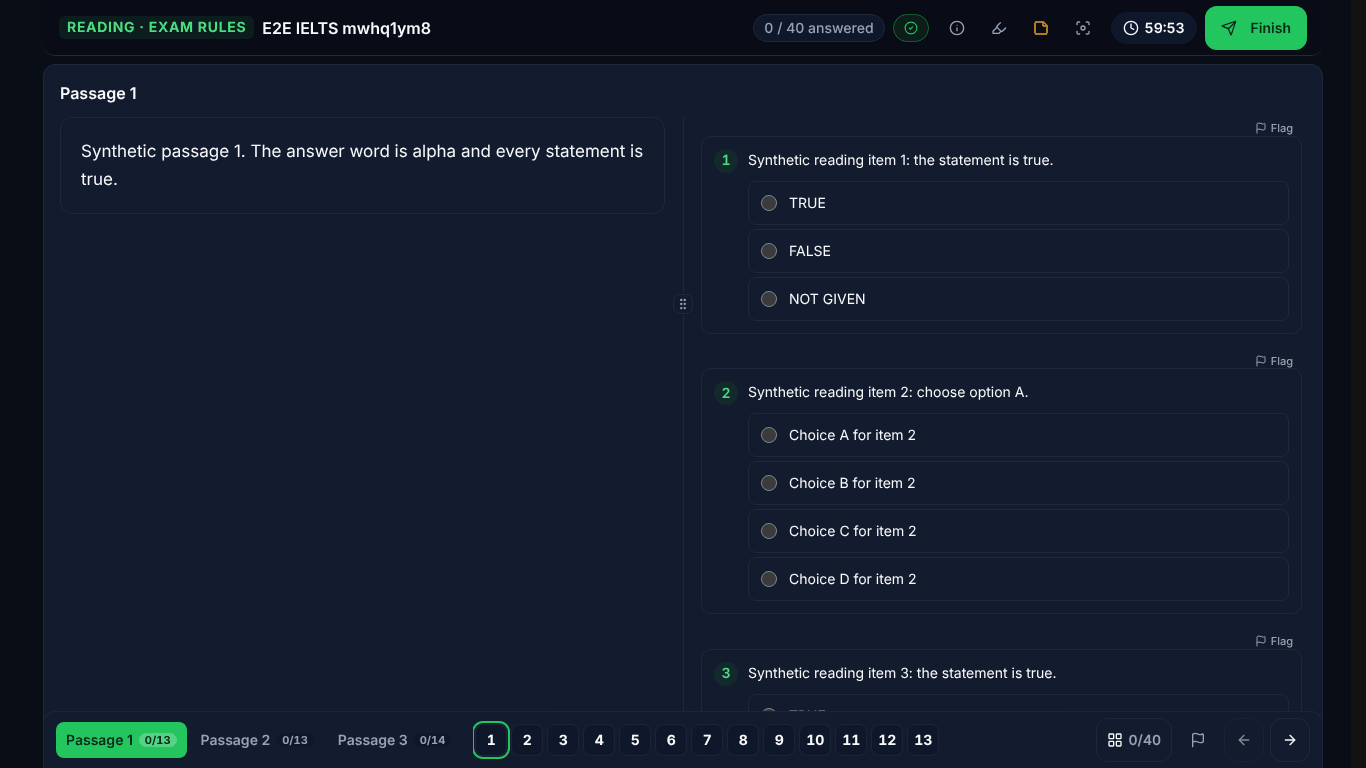 READING · EXAM RULES E2E IELTS mwhq1ym8
0 / 40 answered
59:53
Finish
Passage 1
Synthetic passage 1. The answer word is alpha and every statement is
true.
Flag
1 Synthetic reading item 1: the statement is true.
TRUE
FALSE
NOT GIVEN
Flag
2 Synthetic reading item 2: choose option A.
Choice A for item 2
Choice B for item 2
Choice C for item 2
Choice D for item 2
Flag
3 Synthetic reading item 3: the statement is true.
Passage 1 0/13 Passage 2 0/13 Passage 3 0/14 1 2 3 4 5 6 7 8 9 10 11 12 13 0/40